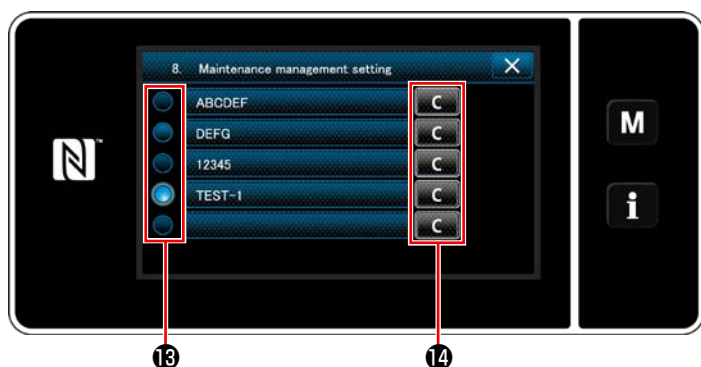 8. Maintenance management setting
ABCDEF C
DEFG C
12345 C
TEST-1 C
C
M
i
⓭ ⓮